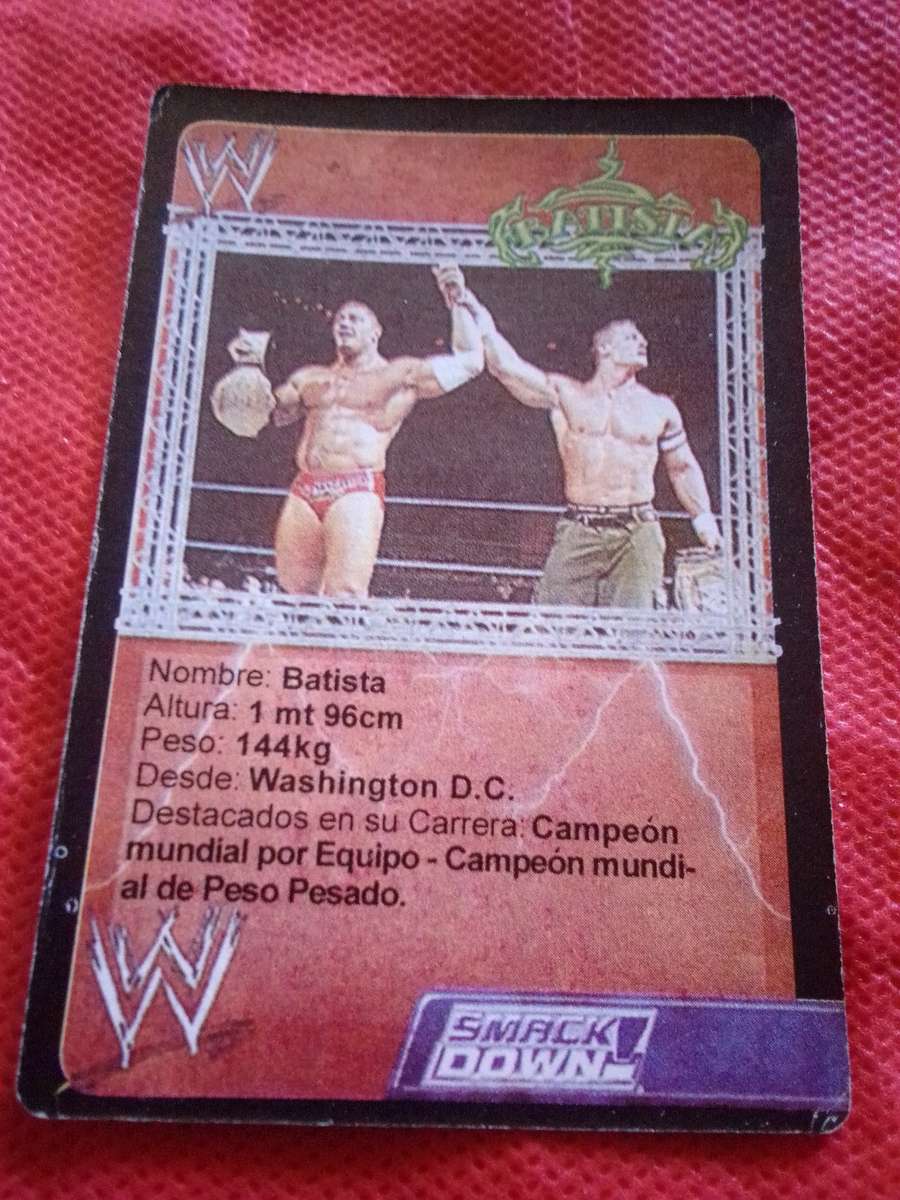 W
BATISTA
Nombre: Batista
Altura: 1 mt 96cm
Peso: 144kg
Desde: Washington D.C.
Destacados en su Carrera: Campeón
mundial por Equipo - Campeón mundi-
al de Peso Pesado.
W
SMACK
DOWN!